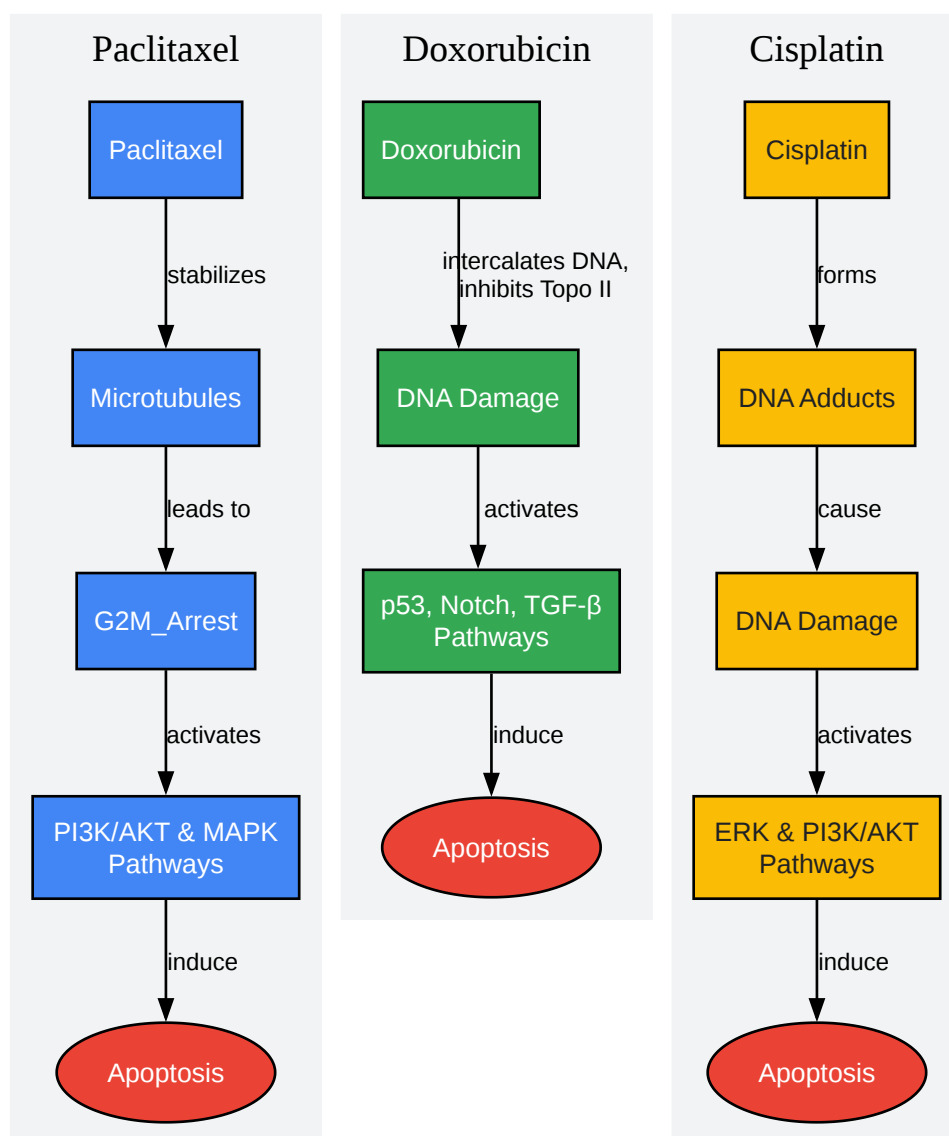 Paclitaxel
Paclitaxel
stabilizes
Microtubules
leads to
G2M_Arrest
activates
PI3K/AKT & MAPK
Pathways
induce
Apoptosis
Doxorubicin
Doxorubicin
intercalates DNA,
inhibits Topo II
DNA Damage
activates
p53, Notch, TGF-β
Pathways
induce
Apoptosis
Cisplatin
Cisplatin
forms
DNA Adducts
cause
DNA Damage
activates
ERK & PI3K/AKT
Pathways
induce
Apoptosis